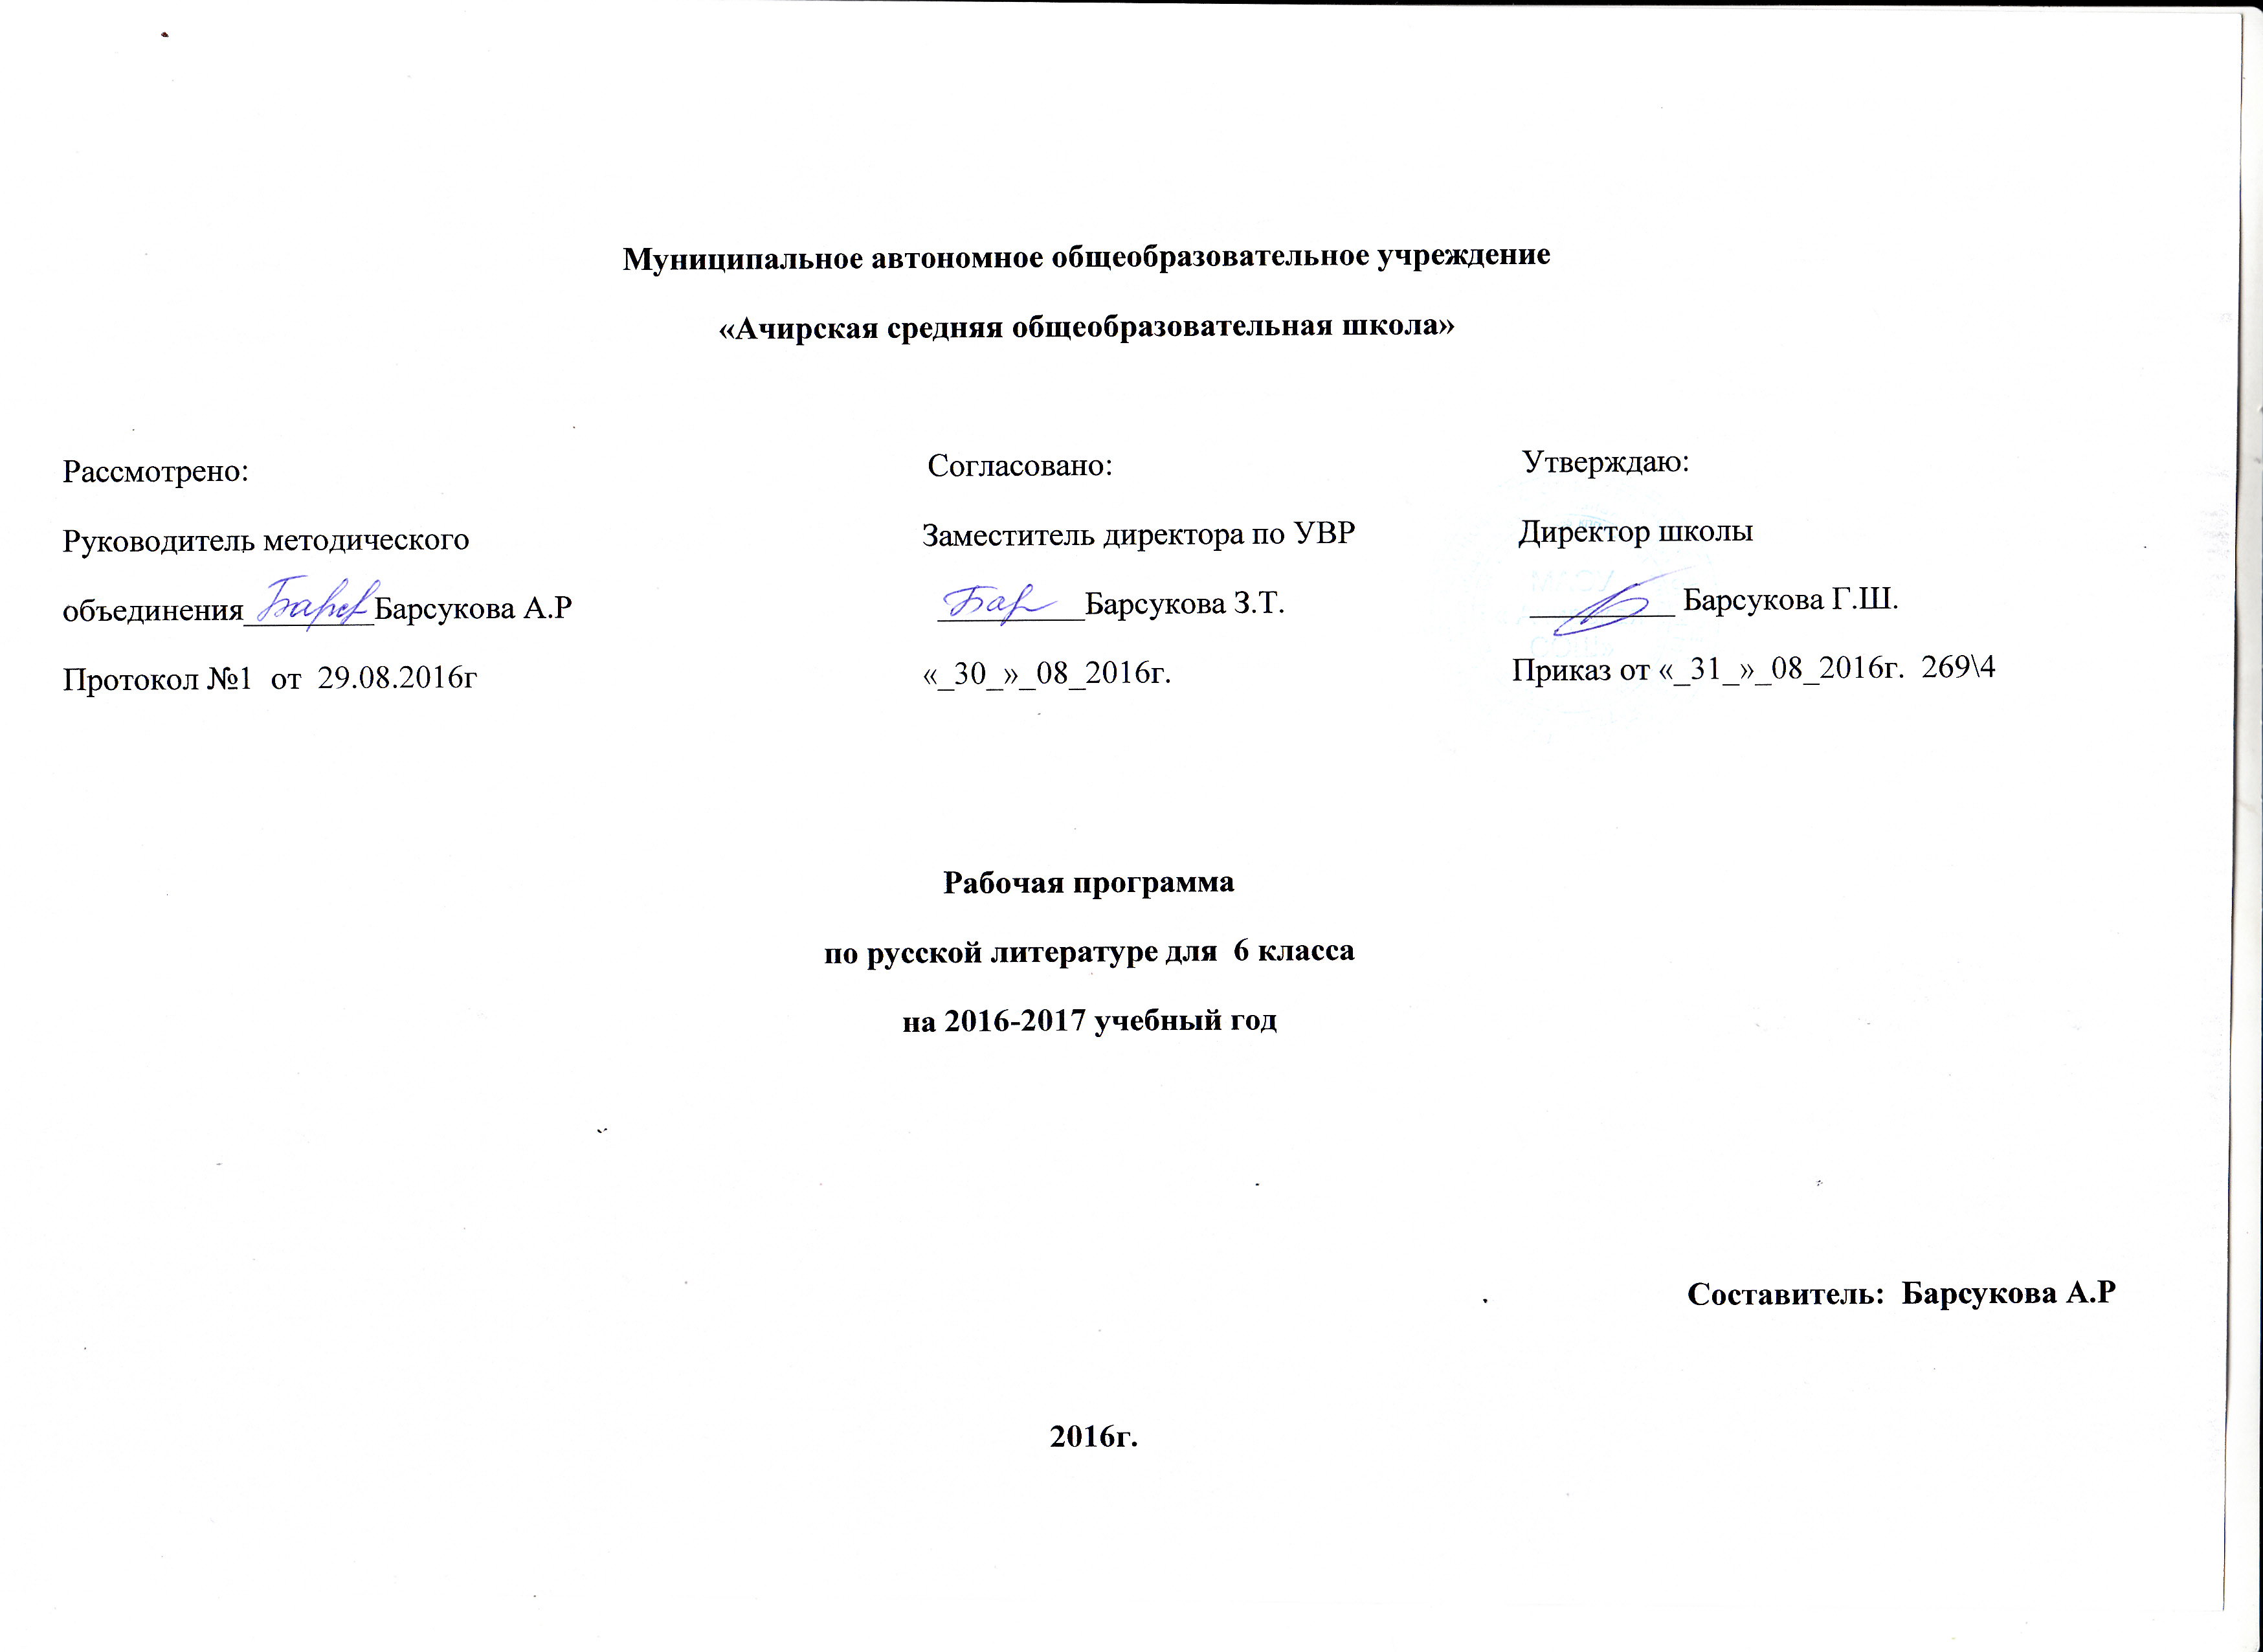 Муниципальное автономное общеобразовательное учреждение
«Ачирская средняя общеобразовательная школа»
Рассмотрено:
Руководитель методического
объединения________Барсукова А.Р
Протокол №1 от 29.08.2016г
Согласовано:
Заместитель директора по УВР
_________Барсукова З.Т.
«_30_»_08_2016г.
Утверждаю:
Директор школы
_________ Барсукова Г.Ш.
Приказ от «_31_»_08_2016г. 269\4
Рабочая программа
по русской литературе для 6 класса
на 2016-2017 учебный год
Составитель: Барсукова А.Р
2016г.